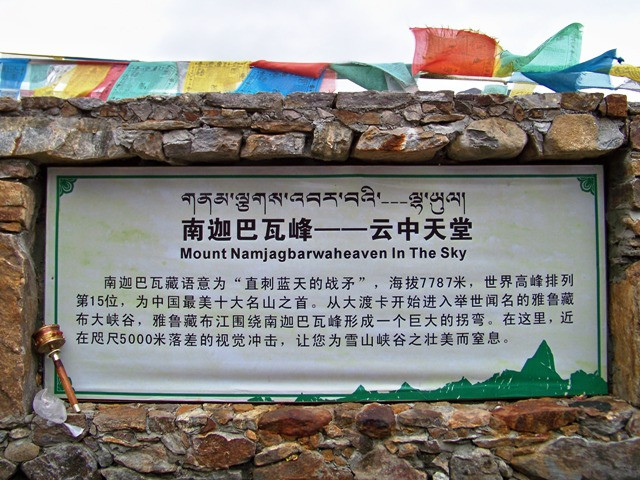 གནམ་ལྕགས་འབར་བའི་---ལྷ་ཡུལ།
南迦巴瓦峰——云中天堂
Mount Namjagbarwaheaven In The Sky
南迦巴瓦藏语意为“直刺蓝天的战矛”，海拔7787米，世界高峰排列
第15位，为中国最美十大名山之首。从大渡卡开始进入举世闻名的雅鲁藏
布大峡谷，雅鲁藏布江围绕南迦巴瓦峰形成一个巨大的拐弯。在这里，近
在咫尺5000米落差的视觉冲击，让您为雪山峡谷之壮美而窒息。